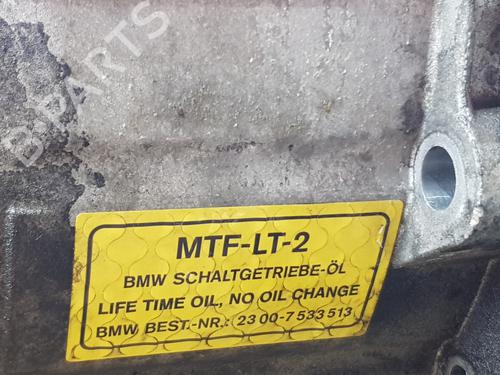 B-PARTS
MTF-LT-2
BMW SCHALTGETRIEBE-ÖL
LIFE TIME OIL, NO OIL CHANGE
BMW BEST.-NR.: 23 00-7 533 513